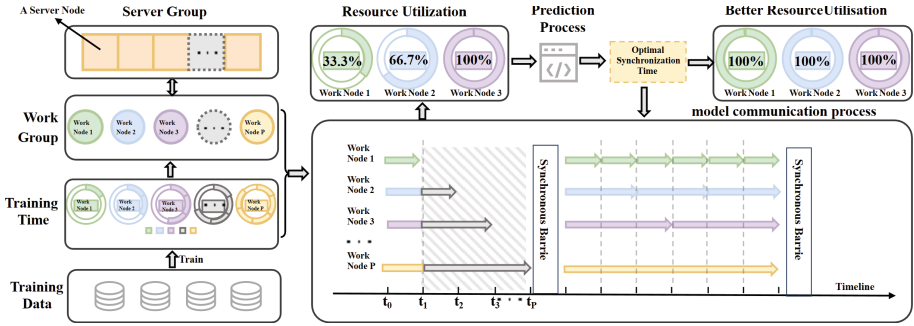 A Server Node
Server Group
Work
Group
Work
Node 1
Work
Node 2
Work
Node 3
Work
Node P
Training
Time
Work
Node 1
Work
Node 2
Work
Node 3
Work
Node P
Train
Training
Data
Resource Utilization
33.3%
66.7%
100%
Work Node 1
Work Node 2
Work Node 3
Prediction
Process
</>
Optimal
Synchronization
Time
Better ResourceUtilisation
100%
100%
100%
Work Node 1
Work Node 2
Work Node 3
model communication process
Work
Node 1
Work
Node 2
Work
Node 3
Work
Node P
Synchronous Barrie
Synchronous Barrie
t0
t1
t2
t3
tP
Timeline